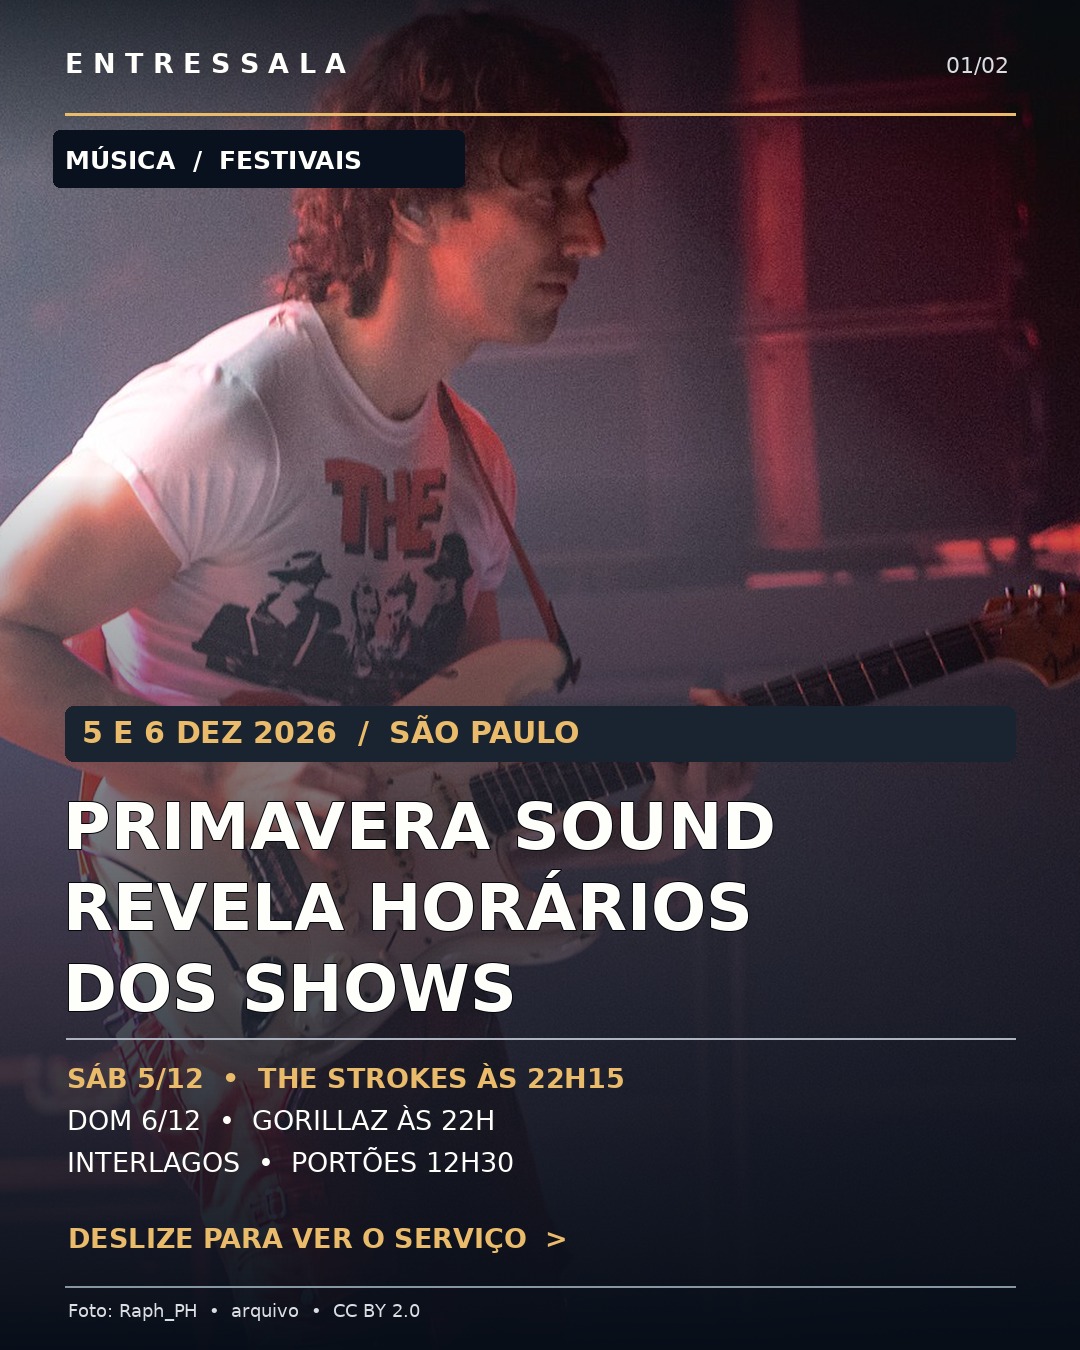 ENTRESSALA
01/02
MÚSICA / FESTIVAIS
THE
5 E 6 DEZ 2026 / SÃO PAULO
PRIMAVERA SOUND
REVELA HORÁRIOS
DOS SHOWS
SÁB 5/12 • THE STROKES ÀS 22H15
DOM 6/12 • GORILLAZ ÀS 22H
INTERLAGOS • PORTÕES 12H30
DESLIZE PARA VER O SERVIÇO >
Foto: Raph_PH • arquivo • CC BY 2.0